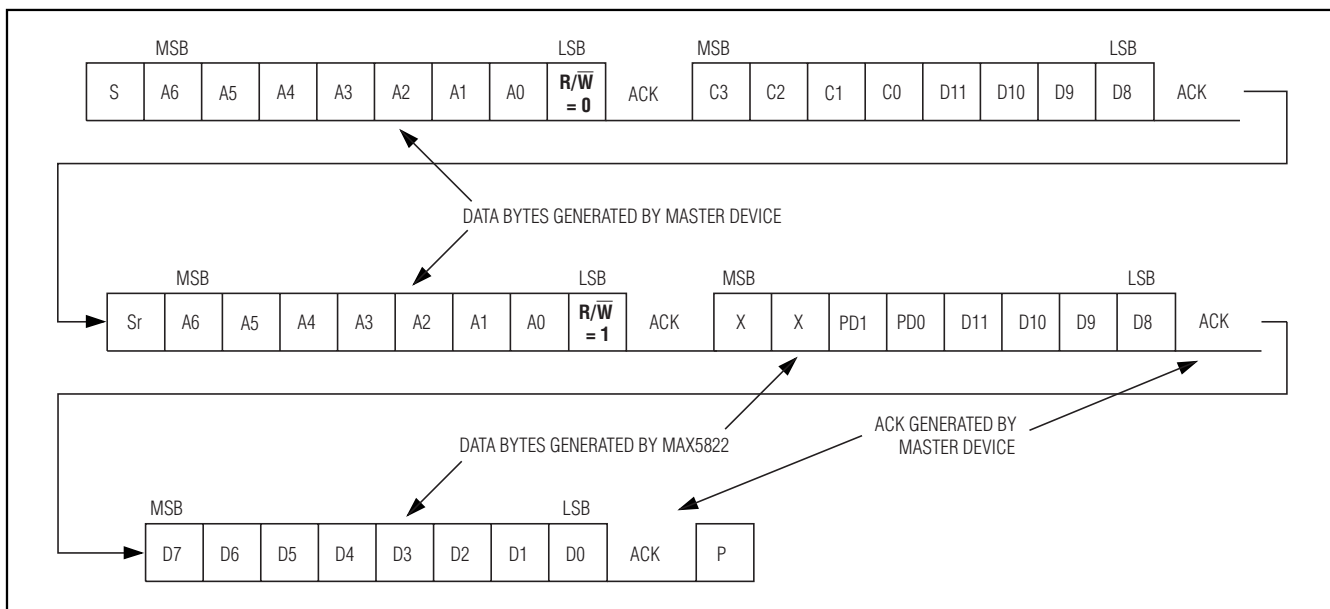 MSB LSB MSB LSB
S A6 A5 A4 A3 A2 A1 A0 R/W̅ = 0 ACK C3 C2 C1 C0 D11 D10 D9 D8 ACK
DATA BYTES GENERATED BY MASTER DEVICE
MSB LSB MSB LSB
Sr A6 A5 A4 A3 A2 A1 A0 R/W̅ = 1 ACK X X PD1 PD0 D11 D10 D9 D8 ACK
DATA BYTES GENERATED BY MAX5822
ACK GENERATED BY
MASTER DEVICE
MSB LSB
D7 D6 D5 D4 D3 D2 D1 D0 ACK P